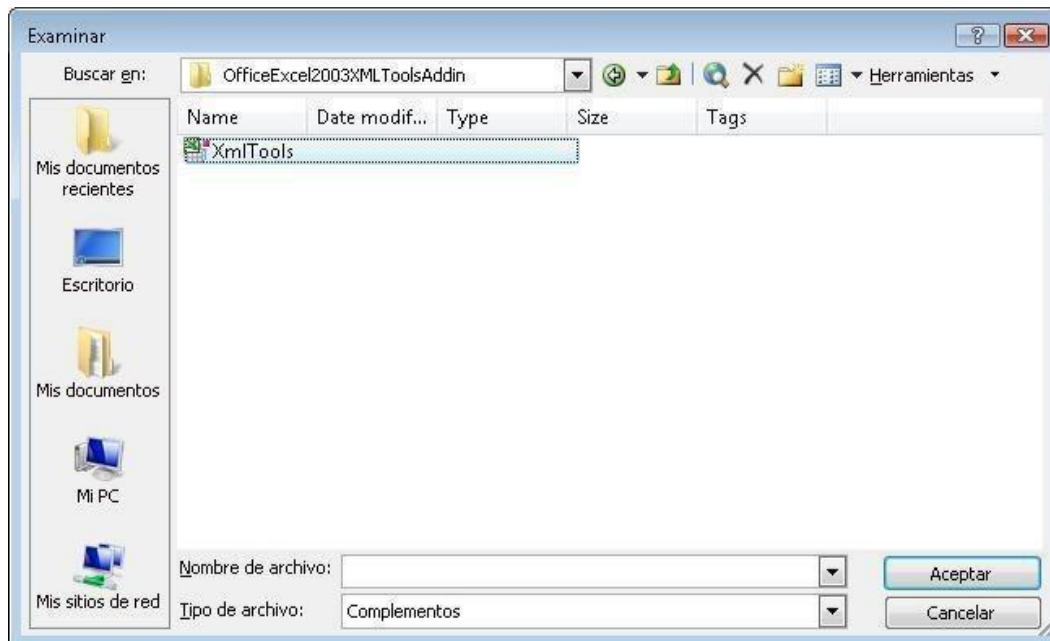 Examinar
Buscar en: OfficeExcel2003XMLToolsAddin Herramientas
Name Date modif... Type Size Tags
XmlTools
Mis documentos
recientes
Escritorio
Mis documentos
Mi PC
Mis sitios de red
Nombre de archivo: Aceptar
Tipo de archivo: Complementos Cancelar